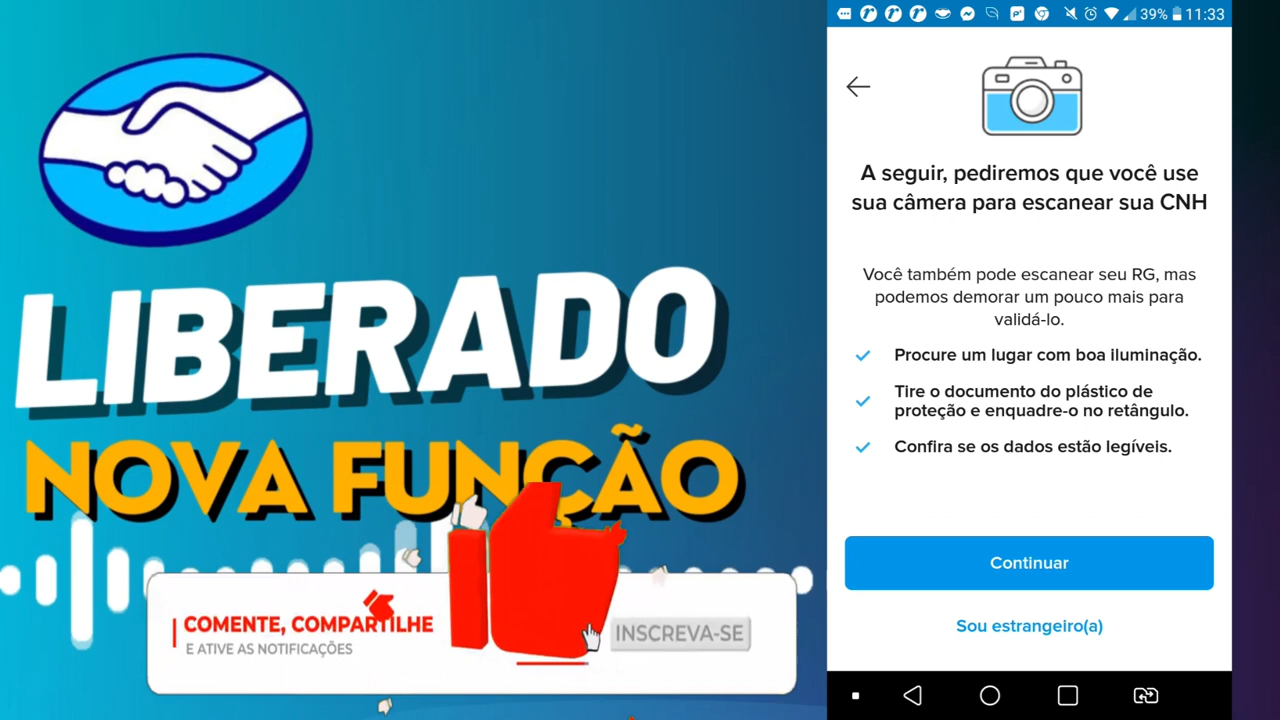 LIBERADO
NOVA FUNÇÃO
COMENTE, COMPARTILHE
E ATIVE AS NOTIFICAÇÕES
INSCREVA-SE
39% 11:33
A seguir, pediremos que você use
sua câmera para escanear sua CNH
Você também pode escanear seu RG, mas
podemos demorar um pouco mais para
validá-lo.
Procure um lugar com boa iluminação.
Tire o documento do plástico de
proteção e enquadre-o no retângulo.
Confira se os dados estão legíveis.
Continuar
Sou estrangeiro(a)